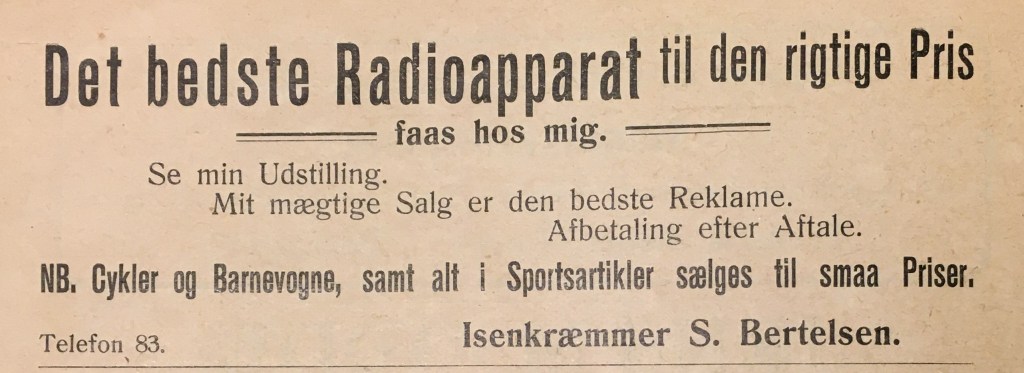 Det bedste Radioapparat til den rigtige Pris
faas hos mig.
Se min Udstilling.
Mit mægtige Salg er den bedste Reklame.
Afbetaling efter Aftale.
NB. Cykler og Barnevogne, samt alt i Sportsartikler sælges til smaa Priser.
Telefon 83. Isenkræmmer S. Bertelsen.